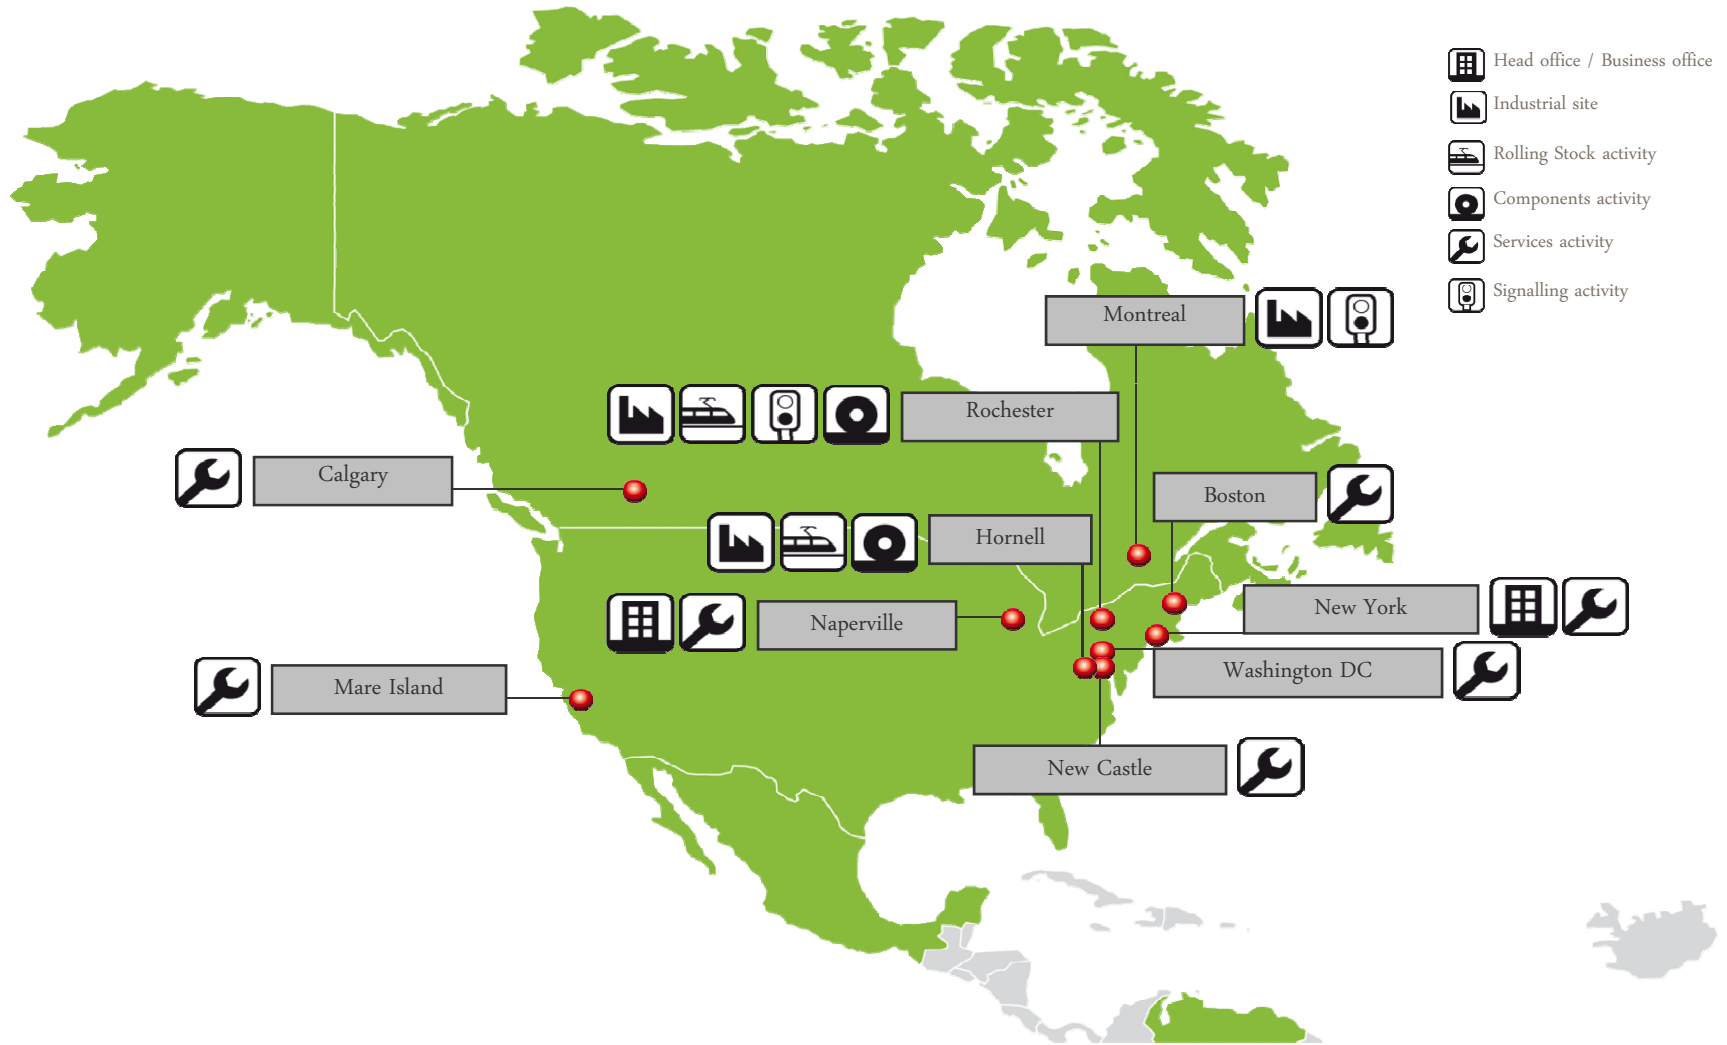 Head office / Business office
Industrial site
Rolling Stock activity
Components activity
Services activity
Signalling activity
Montreal
Rochester
Calgary
Boston
Hornell
New York
Naperville
Washington DC
Mare Island
New Castle